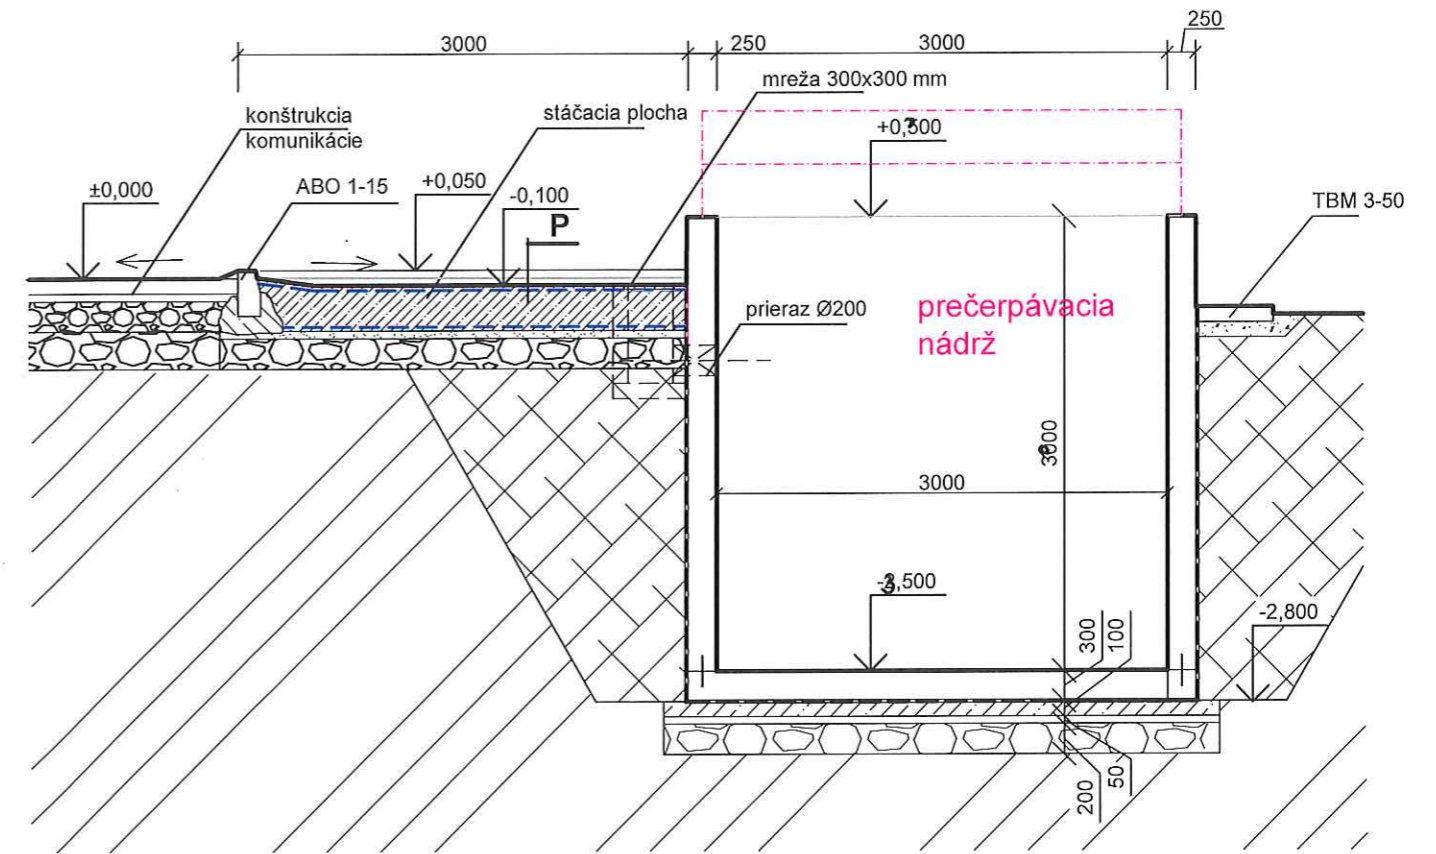 250
3000
250
3000
mreža 300x300 mm
konštrukcia
komunikácie
stáčacia plocha
±0,000
ABO 1-15
+0,050
-0,100
P
TBM 3-50
prieraz Ø200
prečerpávacia
nádrž
3000
300
100
-2,800
200
50